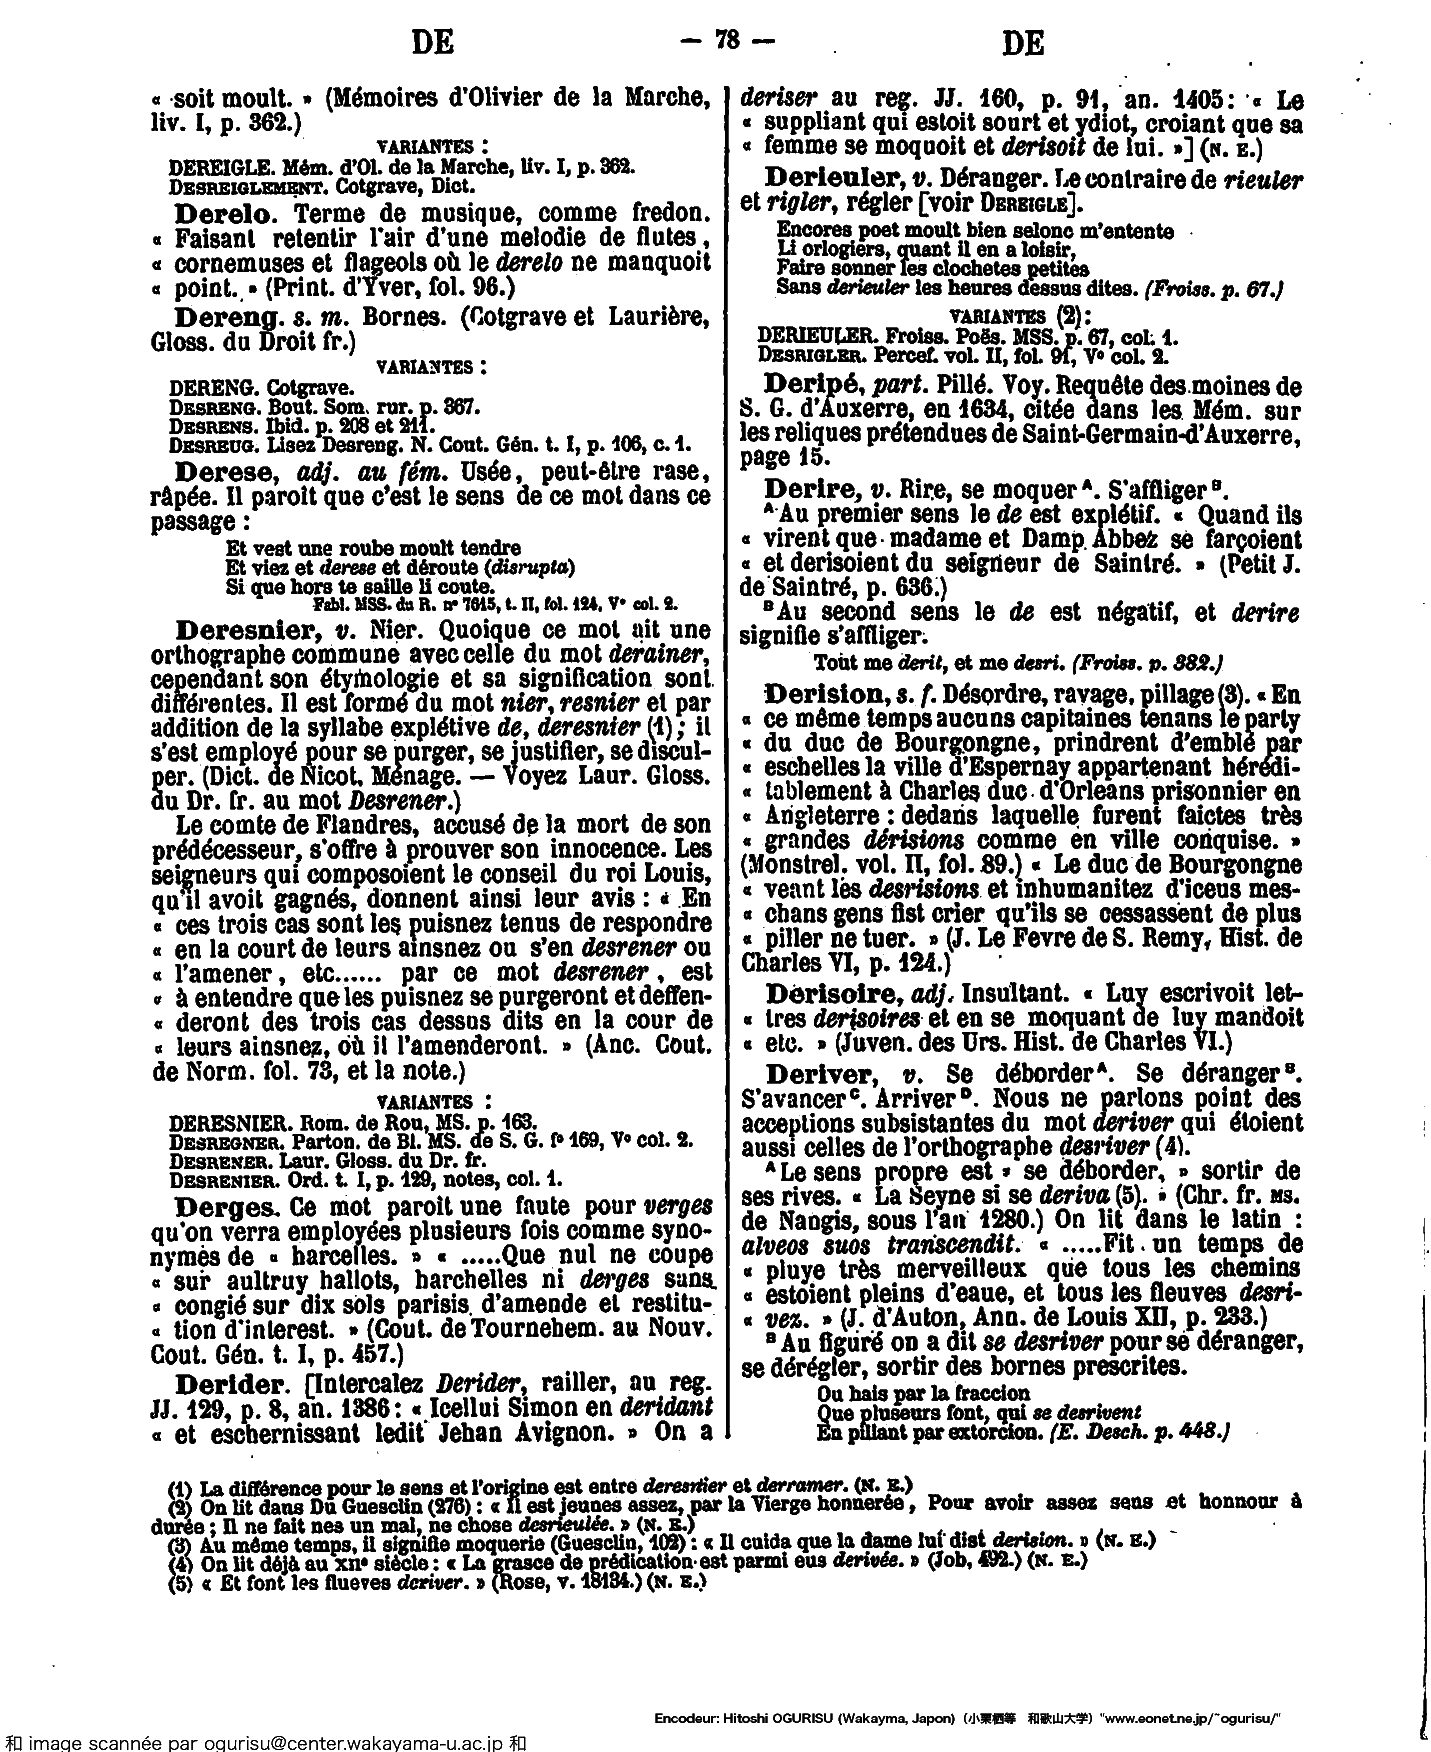 DE
— 78 —
DE
« soit moult. » (Mémoires d'Olivier de la Marche,
liv. I, p. 362.)
VARIANTES :
DEREIGLE. Mém. d'Ol. de la Marche, liv. I, p. 362.
DESREIGLEMENT. Cotgrave, Dict.
Derelo. Terme de musique, comme fredon.
« Faisant retentir l'air d'une melodie de flutes,
« cornemuses et flageols où le derelo ne manquoit
« point. » (Print. d'Yver, fol. 96.)
Dereng. s. m. Bornes. (Cotgrave et Laurière,
Gloss. du Droit fr.)
VARIANTES :
DERENG. Cotgrave.
DESRENG. Bout. Som. rur. p. 367.
DESRENS. Ibid. p. 208 et 211.
DESREUG. Lisez Desreng. N. Cout. Gén. t. I, p. 106, c. 1.
Derese, adj. au fém. Usée, peut-être rase,
râpée. Il paroit que c'est le sens de ce mot dans ce
passage :
Et vest une roube moult tendre
Et viez et derese et déroute (disrupta)
Si que hors te saille li coute.
Fabl. MSS. du R. nº 7615, t. II, fol. 124, Vº col. 2.
Deresnier, v. Nier. Quoique ce mot ait une
orthographe commune avec celle du mot derainer,
cependant son étymologie et sa signification sont
différentes. Il est formé du mot nier, resnier et par
addition de la syllabe explétive de, deresnier (1) ; il
s'est employé pour se purger, se justifier, se discul-
per. (Dict. de Nicot, Ménage. — Voyez Laur. Gloss.
du Dr. fr. au mot Desrener.)
Le comte de Flandres, accusé de la mort de son
prédécesseur, s'offre à prouver son innocence. Les
seigneurs qui composoient le conseil du roi Louis,
qu'il avoit gagnés, donnent ainsi leur avis : « En
« ces trois cas sont les puisnez tenus de respondre
« en la court de leurs ainsnez ou s'en desrener ou
« l'amener, etc...... par ce mot desrener, est
« à entendre que les puisnez se purgeront et deffen-
« deront des trois cas dessus dits en la cour de
« leurs ainsnez, où il l'amenderont. » (Anc. Cout.
de Norm. fol. 73, et la note.)
VARIANTES :
DERESNIER. Rom. de Rou, MS. p. 163.
DESREGNER. Parton. de Bl. MS. de S. G. fº 169, Vº col. 2.
DESRENER. Laur. Gloss. du Dr. fr.
DESRENIER. Ord. t. I, p. 129, notes, col. 1.
Derges. Ce mot paroit une faute pour verges
qu'on verra employées plusieurs fois comme syno-
nymes de « harcelles. » « .....Que nul ne coupe
« sur aultruy hallots, harchelles ni derges sans
« congié sur dix sols parisis d'amende et restitu-
« tion d'interest. » (Cout. de Tournehem. au Nouv.
Cout. Gén. t. I, p. 457.)
Derider. [Intercalez Derider, railler, au reg.
JJ. 129, p. 8, an. 1386 : « Icellui Simon en deridant
« et eschernissant ledit Jehan Avignon. » On a
deriser au reg. JJ. 160, p. 91, an. 1405 : « Le
« suppliant qui estoit sourt et ydiot, croiant que sa
« femme se moquoit et derisoit de lui. »] (N. E.)
Derieuler, v. Déranger. Le contraire de rieuler
et rigler, régler [voir DEREIGLE].
Encores poet moult bien selonc m'entente
Li orlogiers, quant il en a loisir,
Faire sonner les clochetes petites
Sans derieuler les heures dessus dites. (Froiss. p. 67.)
VARIANTES (2) :
DERIEULER. Froiss. Poës. MSS. p. 67, col. 1.
DESRIGLER. Percef. vol. II, fol. 91, Vº col. 2.
Deripé, part. Pillé. Voy. Requête des moines de
S. G. d'Auxerre, en 1634, citée dans les Mém. sur
les reliques prétendues de Saint-Germain-d'Auxerre,
page 15.
Derire, v. Rire, se moquer A. S'affliger B.
A Au premier sens le de est explétif. « Quand ils
« virent que madame et Damp Abbez se farçoient
« et derisoient du seigneur de Saintré. » (Petit J.
de Saintré, p. 636.)
B Au second sens le de est négatif, et derire
signifie s'affliger.
Tout me derit, et me desri. (Froiss. p. 382.)
Derision, s. f. Désordre, ravage, pillage (3). « En
« ce même temps aucuns capitaines tenans le party
« du duc de Bourgongne, prindrent d'emblé par
« eschelles la ville d'Espernay appartenant hérédi-
« tablement à Charles duc d'Orleans prisonnier en
« Angleterre : dedans laquelle furent faictes très
« grandes dérisions comme en ville conquise. »
(Monstrel. vol. II, fol. 89.) « Le duc de Bourgongne
« veant les desrisions et inhumanitez d'iceus mes-
« chans gens fist crier qu'ils se cessassent de plus
« piller ne tuer. » (J. Le Fevre de S. Remy, Hist. de
Charles VI, p. 124.)
Derisoire, adj. Insultant. « Luy escrivoit let-
« tres derisoires et en se moquant de luy mandoit
« etc. » (Juven. des Urs. Hist. de Charles VI.)
Deriver, v. Se déborder A. Se déranger B.
S'avancer C. Arriver D. Nous ne parlons point des
acceptions subsistantes du mot deriver qui étoient
aussi celles de l'orthographe desriver (4).
A Le sens propre est « se déborder, » sortir de
ses rives. « La Seyne si se deriva (5). » (Chr. fr. MS.
de Nangis, sous l'an 1280.) On lit dans le latin :
alveos suos transcendit. « .....Fit un temps de
« pluye très merveilleux que tous les chemins
« estoient pleins d'eaue, et tous les fleuves desri-
« vez. » (J. d'Auton, Ann. de Louis XII, p. 233.)
B Au figuré on a dit se desriver pour se déranger,
se dérégler, sortir des bornes prescrites.
Ou hais par la fraccion
Que pluseurs font, qui se desrivent
En pillant par extorcion. (E. Desch. p. 448.)
(1) La différence pour le sens et l'origine est entre deresnier et derramer. (N. E.)
(2) On lit dans Du Guesclin (276) : « Il est jeunes assez, par la Vierge honnerée, Pour avoir assez sens et honnour à
durée ; Il ne fait nes un mal, ne chose desrieulée. » (N. E.)
(3) Au même temps, il signifie moquerie (Guesclin, 102) : « Il cuida que la dame lui dist derision. » (N. E.)
(4) On lit déjà au XIIe siècle : « La grasce de prédication est parmi eus derivée. » (Job, 492.) (N. E.)
(5) « Et font les flueves deriver. » (Rose, v. 18134.) (N. E.)
Encodeur: Hitoshi OGURISU (Wakayma, Japon) (小栗栖等 和歌山大学) "www.eonet.ne.jp/~ogurisu/"
和 image scannée par ogurisu@center.wakayama-u.ac.jp 和